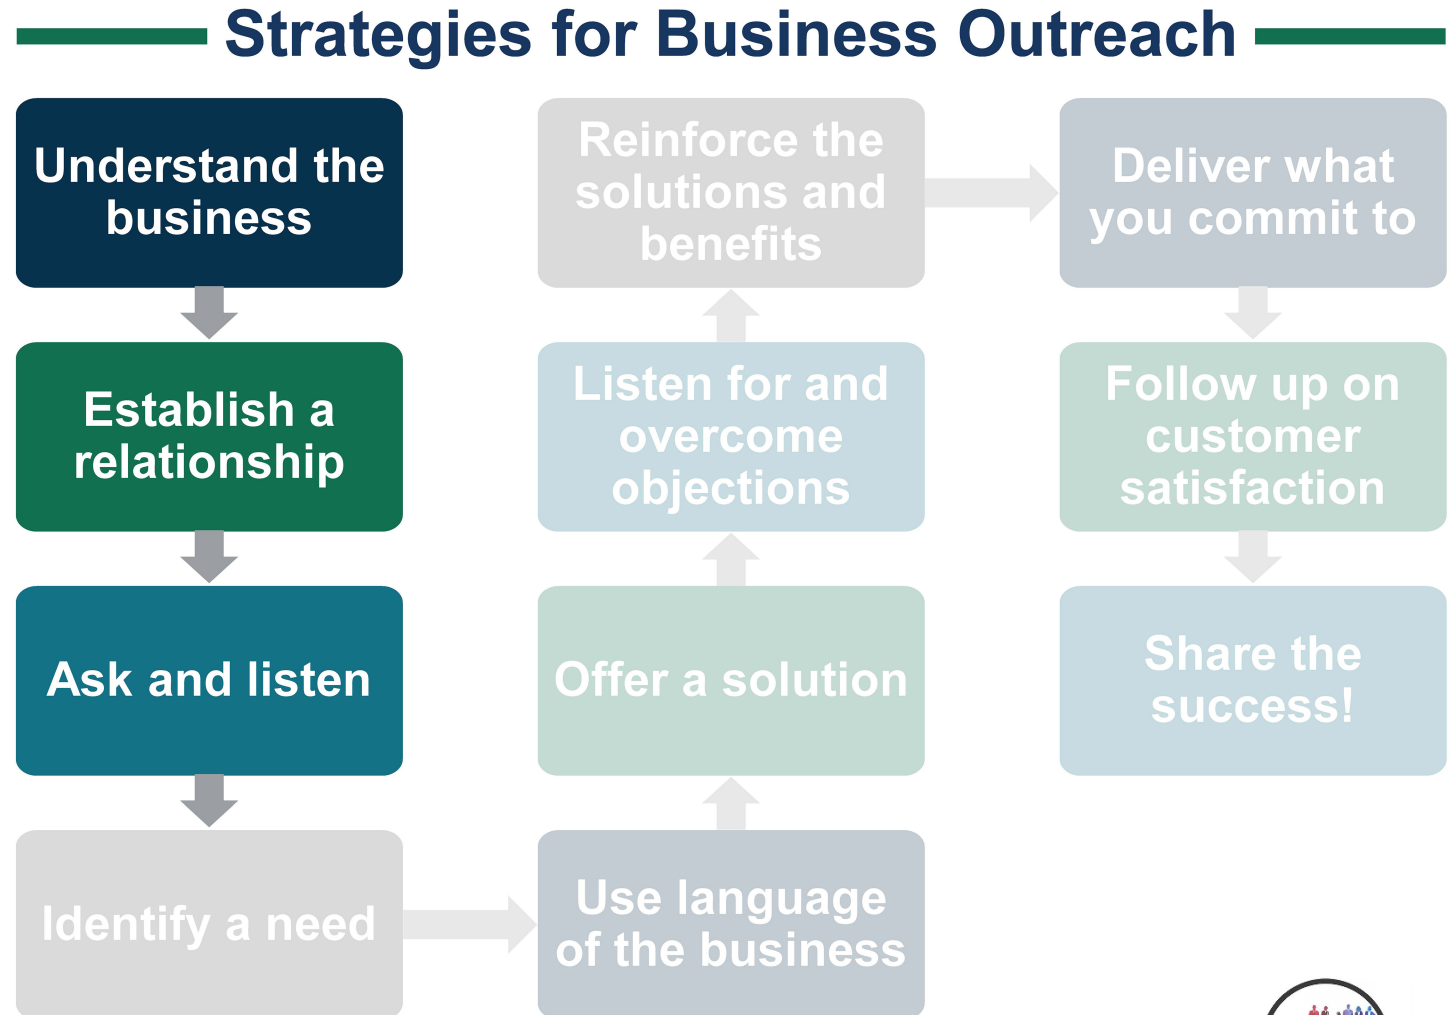 Strategies for Business Outreach
Understand the
business
Establish a
relationship
Ask and listen
Identify a need
Use language
of the business
Offer a solution
Listen for and
overcome
objections
Reinforce the
solutions and
benefits
Deliver what
you commit to
Follow up on
customer
satisfaction
Share the
success!